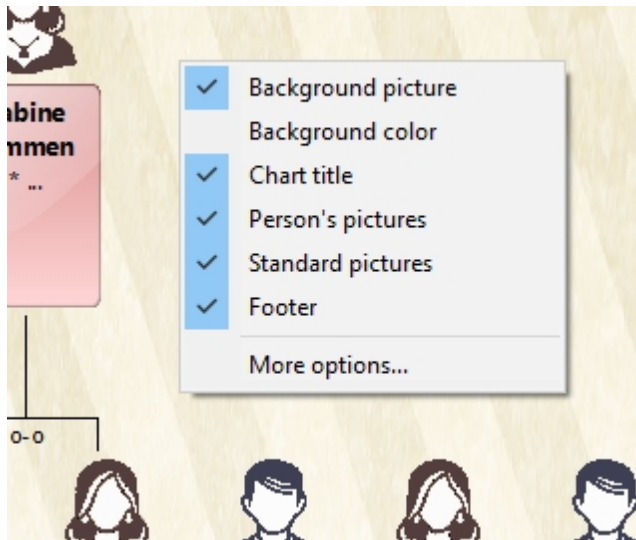 abine
mmen
* ...
Background picture
Background color
Chart title
Person's pictures
Standard pictures
Footer
More options...
o-o